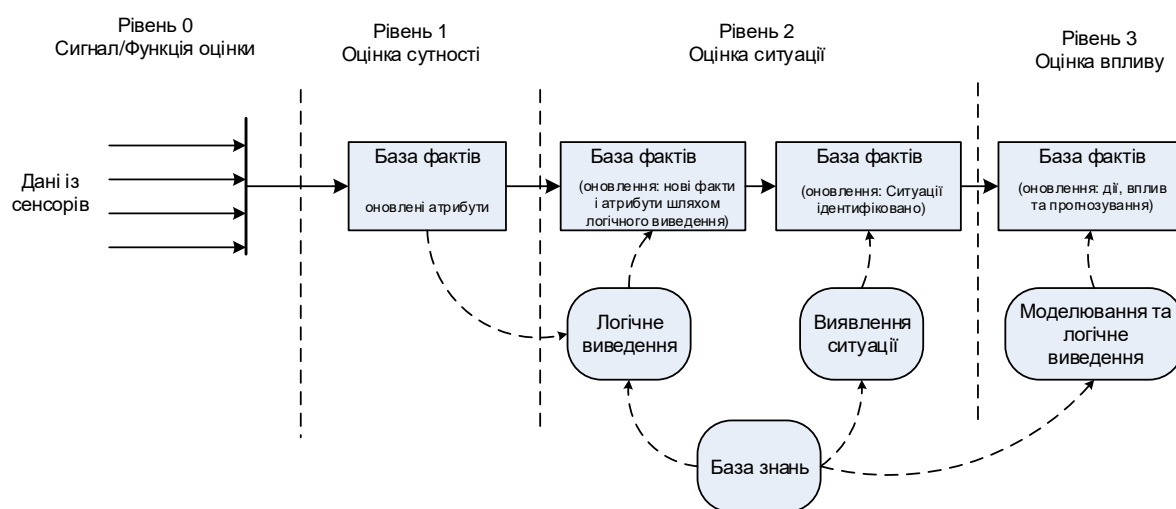 Рівень 0
Сигнал/Функція оцінки
Рівень 1
Оцінка сутності
Рівень 2
Оцінка ситуації
Рівень 3
Оцінка впливу
Дані із
сенсорів
База фактів
оновлені атрибути
База фактів
(оновлення: нові факти
і атрибути шляхом
логічного виведення)
База фактів
(оновлення: Ситуації
ідентифіковано)
База фактів
(оновлення: дії, вплив
та прогнозування)
Логічне
виведення
Виявлення
ситуації
Моделювання та
логічне
виведення
База знань